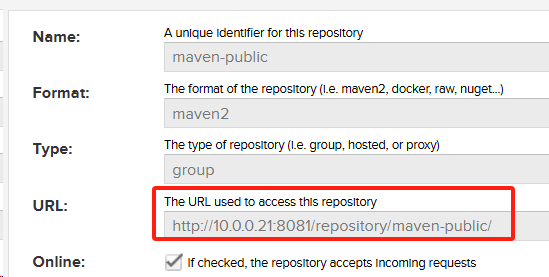 Name:
A unique identifier for this repository
maven-public
Format:
The format of the repository (i.e. maven2, docker, raw, nuget...)
maven2
Type:
The type of repository (i.e. group, hosted, or proxy)
group
URL:
The URL used to access this repository
http://10.0.0.21:8081/repository/maven-public/
Online:
If checked, the repository accepts incoming requests